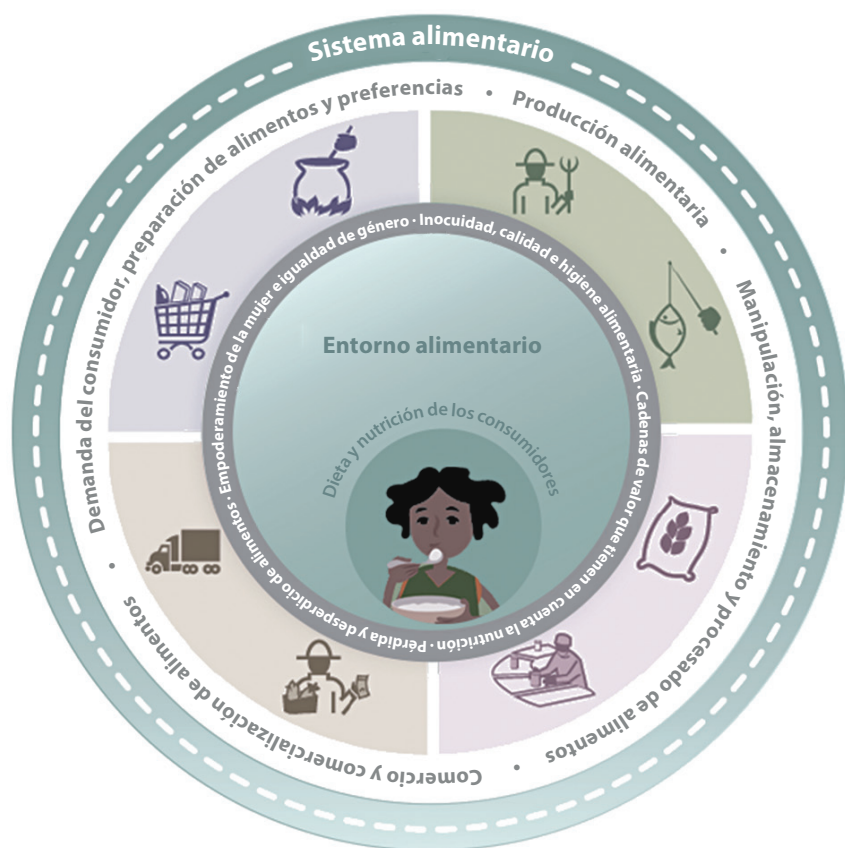 Sistema alimentario
Demanda del consumidor, preparación de alimentos y preferencias • Producción alimentaria • Manipulación, almacenamiento y procesado de alimentos • Comercio y comercialización de alimentos •
Inocuidad, calidad e higiene alimentaria · Cadenas de valor que tienen en cuenta la nutrición · Pérdida y desperdicio de alimentos · Empoderamiento de la mujer e igualdad de género ·
Entorno alimentario
Dieta y nutrición de los consumidores